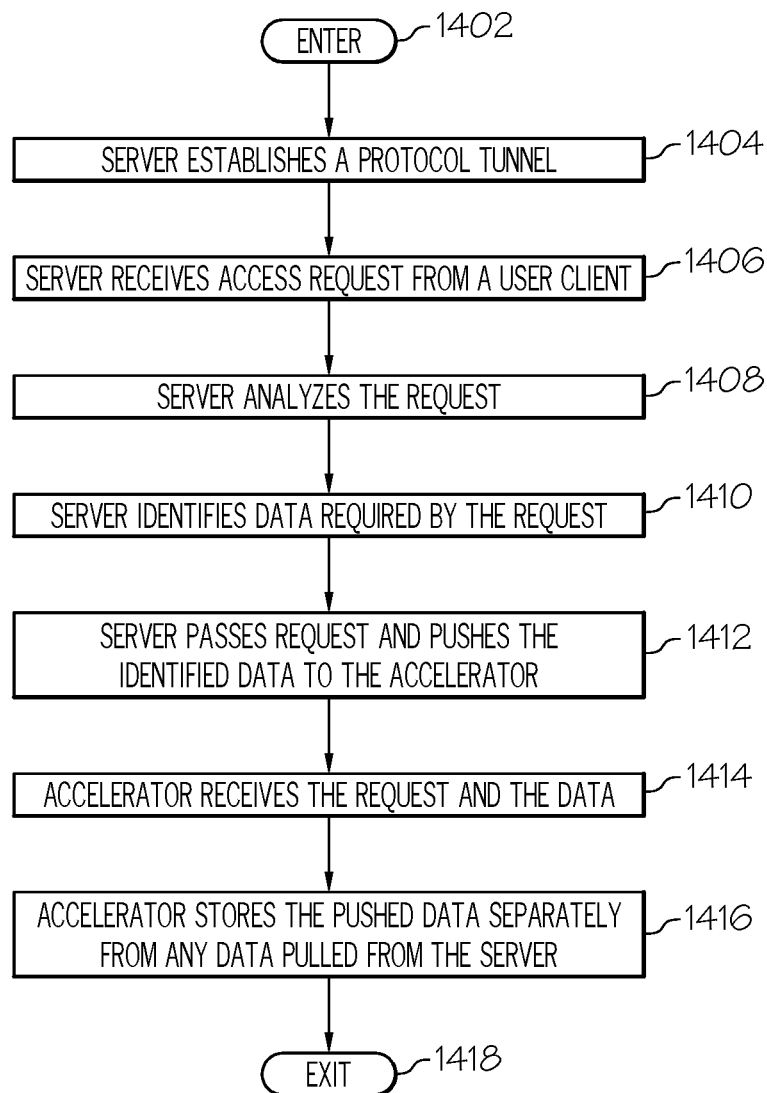 ENTER
1402
SERVER ESTABLISHES A PROTOCOL TUNNEL
1404
SERVER RECEIVES ACCESS REQUEST FROM A USER CLIENT
1406
SERVER ANALYZES THE REQUEST
1408
SERVER IDENTIFIES DATA REQUIRED BY THE REQUEST
1410
SERVER PASSES REQUEST AND PUSHES THE
IDENTIFIED DATA TO THE ACCELERATOR
1412
ACCELERATOR RECEIVES THE REQUEST AND THE DATA
1414
ACCELERATOR STORES THE PUSHED DATA SEPARATELY
FROM ANY DATA PULLED FROM THE SERVER
1416
EXIT
1418